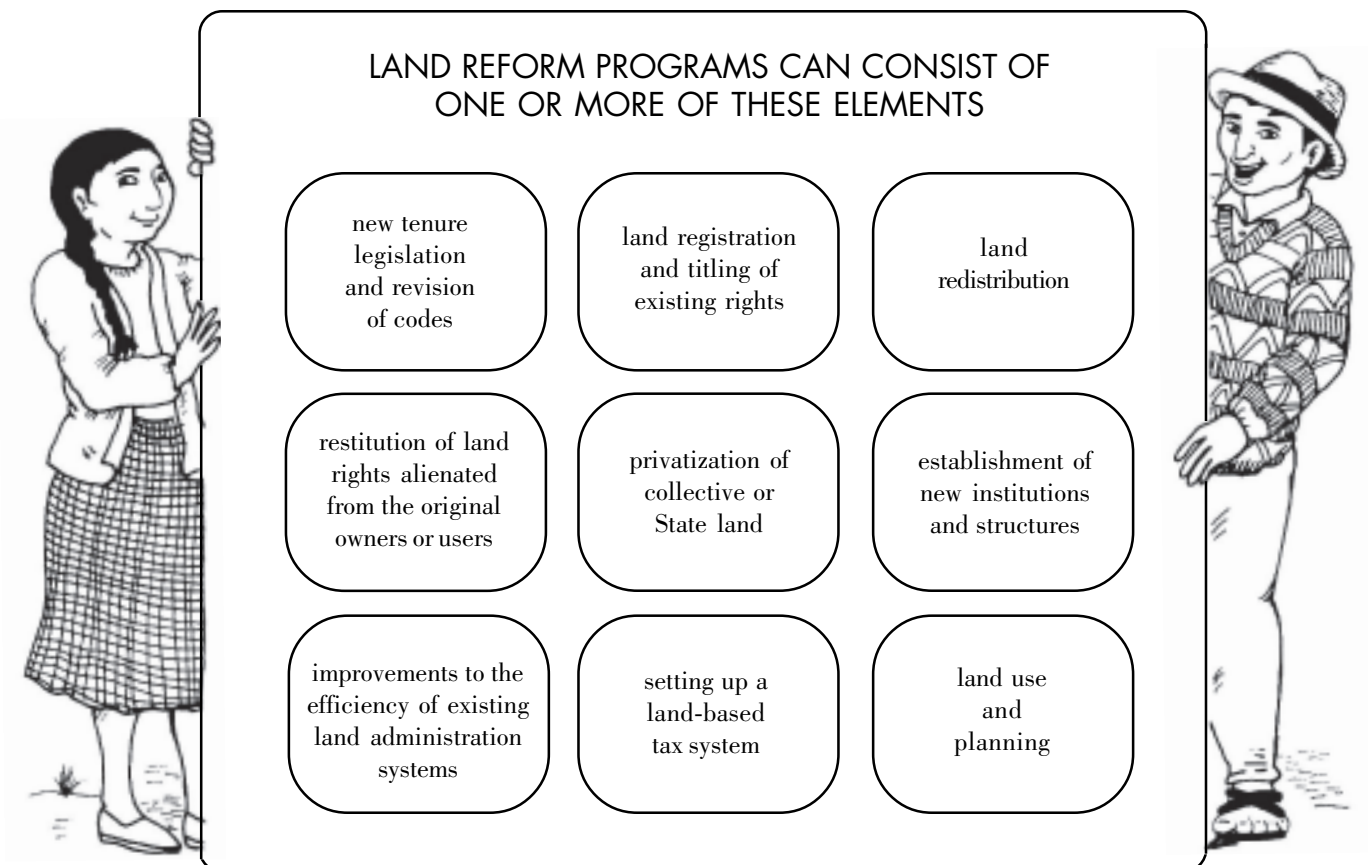 LAND REFORM PROGRAMS CAN CONSIST OF
ONE OR MORE OF THESE ELEMENTS
new tenure
legislation
and revision
of codes
land registration
and titling of
existing rights
land
redistribution
restitution of land
rights alienated
from the original
owners or users
privatization of
collective or
State land
establishment of
new institutions
and structures
improvements to the
efficiency of existing
land administration
systems
setting up a
land-based
tax system
land use
and
planning